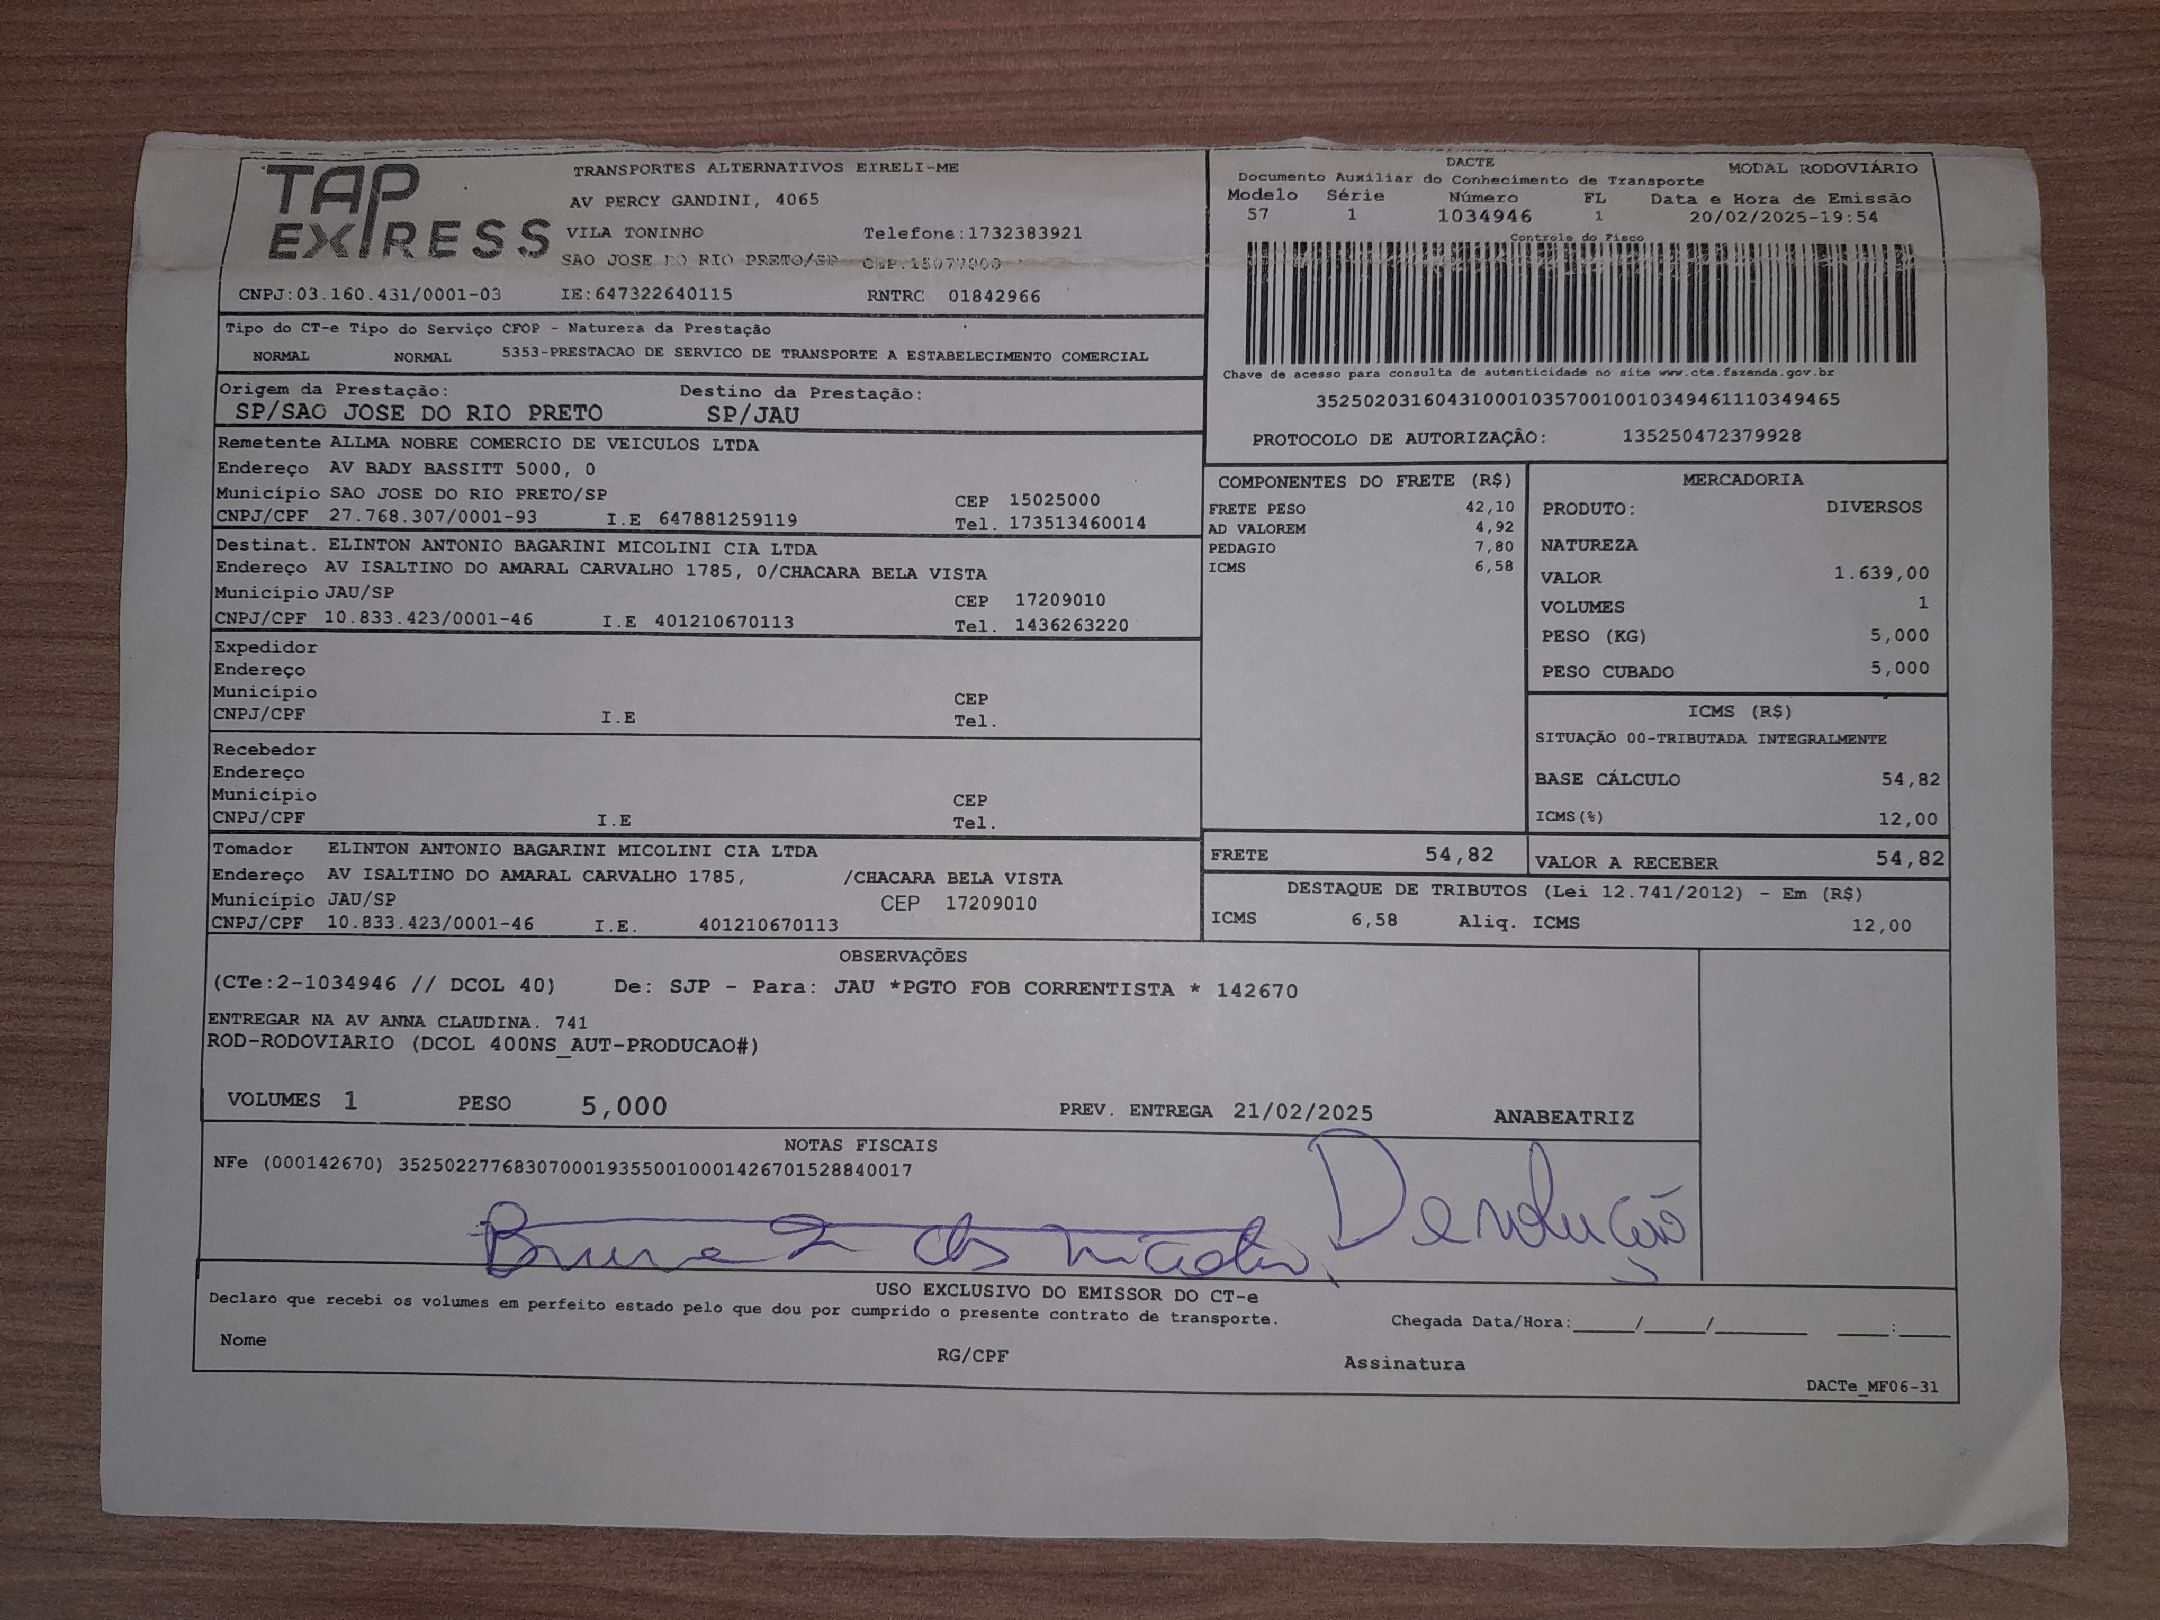 TAP EXPRESS
TRANSPORTES ALTERNATIVOS EIRELI-ME
AV PERCY GANDINI, 4065
VILA TONINHO Telefone:1732383921
SAO JOSE DO RIO PRETO/SP CEP.15077000
CNPJ:03.160.431/0001-03 IE:647322640115 RNTRC 01842966
DACTE MODAL RODOVIÁRIO
Documento Auxiliar do Conhecimento de Transporte
Modelo Série Número FL Data e Hora de Emissão
57 1 1034946 1 20/02/2025-19:54
Controle do Fisco
Chave de acesso para consulta de autenticidade no site www.cte.fazenda.gov.br
35250203160431000103570010010349461110349465
PROTOCOLO DE AUTORIZAÇÃO: 135250472379928
Tipo do CT-e Tipo do Serviço CFOP - Natureza da Prestação
NORMAL NORMAL 5353-PRESTACAO DE SERVICO DE TRANSPORTE A ESTABELECIMENTO COMERCIAL
Origem da Prestação: Destino da Prestação:
SP/SAO JOSE DO RIO PRETO SP/JAU
Remetente ALLMA NOBRE COMERCIO DE VEICULOS LTDA
Endereço AV BADY BASSITT 5000, 0
Município SAO JOSE DO RIO PRETO/SP CEP 15025000
CNPJ/CPF 27.768.307/0001-93 I.E 647881259119 Tel. 173513460014
Destinat. ELINTON ANTONIO BAGARINI MICOLINI CIA LTDA
Endereço AV ISALTINO DO AMARAL CARVALHO 1785, 0/CHACARA BELA VISTA
Município JAU/SP CEP 17209010
CNPJ/CPF 10.833.423/0001-46 I.E 401210670113 Tel. 1436263220
Expedidor
Endereço
Município CEP
CNPJ/CPF I.E Tel.
Recebedor
Endereço
Município CEP
CNPJ/CPF I.E Tel.
Tomador ELINTON ANTONIO BAGARINI MICOLINI CIA LTDA
Endereço AV ISALTINO DO AMARAL CARVALHO 1785, /CHACARA BELA VISTA
Município JAU/SP CEP 17209010
CNPJ/CPF 10.833.423/0001-46 I.E. 401210670113
COMPONENTES DO FRETE (R$)
FRETE PESO 42,10
AD VALOREM 4,92
PEDAGIO 7,80
ICMS 6,58
MERCADORIA
PRODUTO: DIVERSOS
NATUREZA
VALOR 1.639,00
VOLUMES 1
PESO (KG) 5,000
PESO CUBADO 5,000
ICMS (R$)
SITUAÇÃO 00-TRIBUTADA INTEGRALMENTE
BASE CÁLCULO 54,82
ICMS(%) 12,00
FRETE 54,82 VALOR A RECEBER 54,82
DESTAQUE DE TRIBUTOS (Lei 12.741/2012) - Em (R$)
ICMS 6,58 Aliq. ICMS 12,00
OBSERVAÇÕES
(CTe:2-1034946 // DCOL 40) De: SJP - Para: JAU *PGTO FOB CORRENTISTA * 142670
ENTREGAR NA AV ANNA CLAUDINA. 741
ROD-RODOVIARIO (DCOL 400NS_AUT-PRODUCAO#)
VOLUMES 1 PESO 5,000 PREV. ENTREGA 21/02/2025 ANABEATRIZ
NOTAS FISCAIS
NFe (000142670) 35250227768307000193550010001426701528840017
Devolução
USO EXCLUSIVO DO EMISSOR DO CT-e
Declaro que recebi os volumes em perfeito estado pelo que dou por cumprido o presente contrato de transporte.
Chegada Data/Hora:____/____/______ ____:____
Nome RG/CPF Assinatura
DACTe_MF06-31